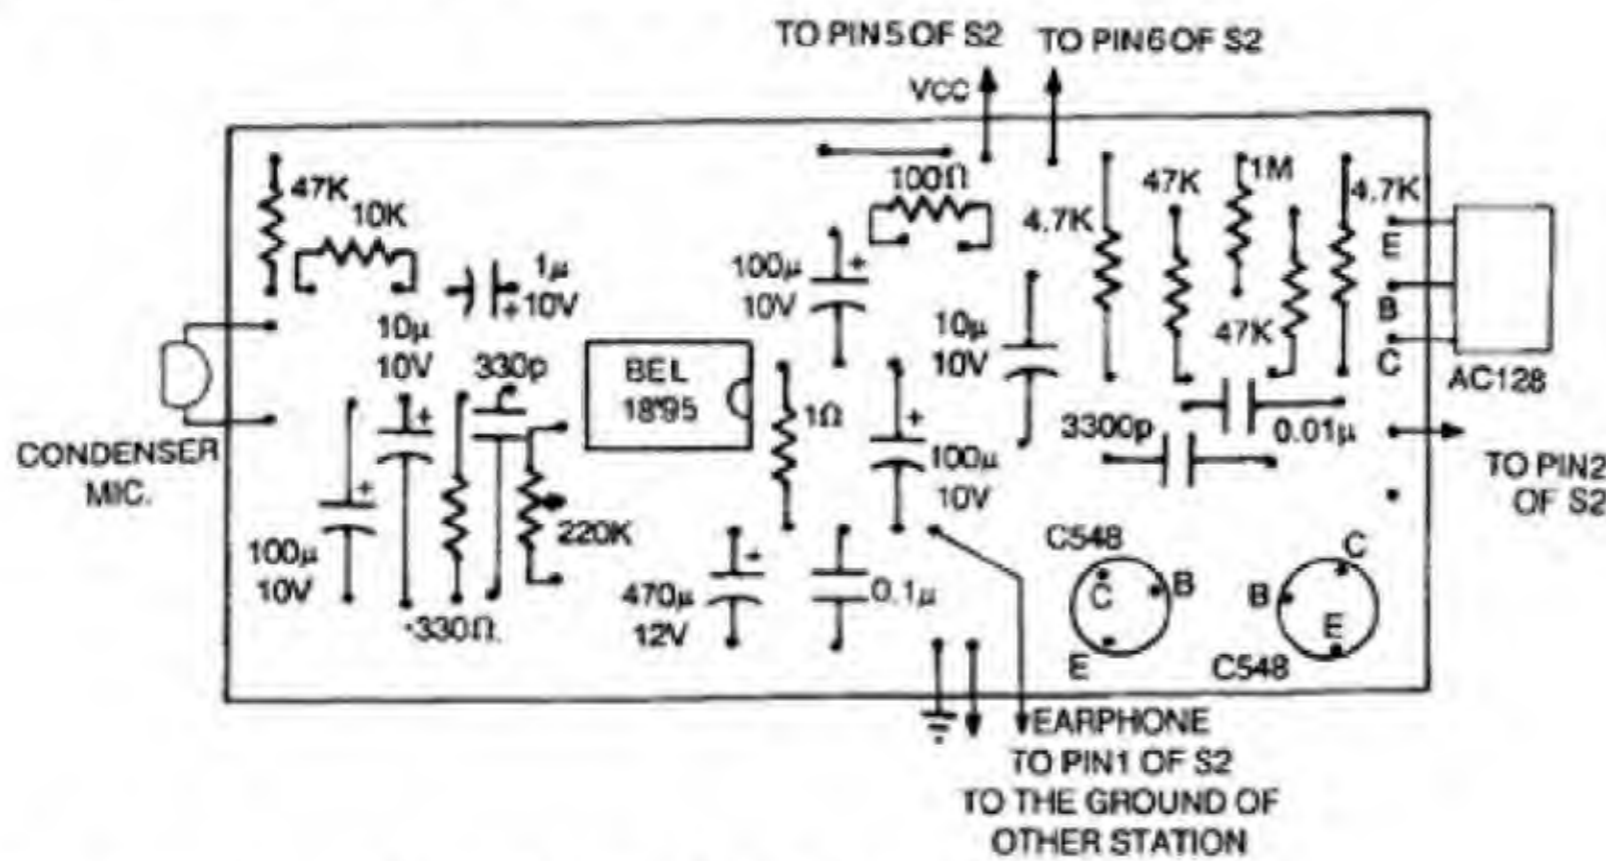 TO PIN5 OF S2
TO PIN6 OF S2
VCC
47K
10K
1µ
+10V
10µ
10V
330p
CONDENSER
MIC.
100µ
10V
+
+
·330Ω.
220K
BEL
18'95
100Ω
100µ
10V
+
1Ω
100µ
10V
+
470µ
12V
+
0.1µ
10µ
10V
4.7K
47K
1M
47K
4.7K
E
B
C
AC128
3300p
0.01µ
TO PIN2
OF S2
C548
C
B
E
C
B
E
C548
EARPHONE
TO PIN1 OF S2
TO THE GROUND OF
OTHER STATION